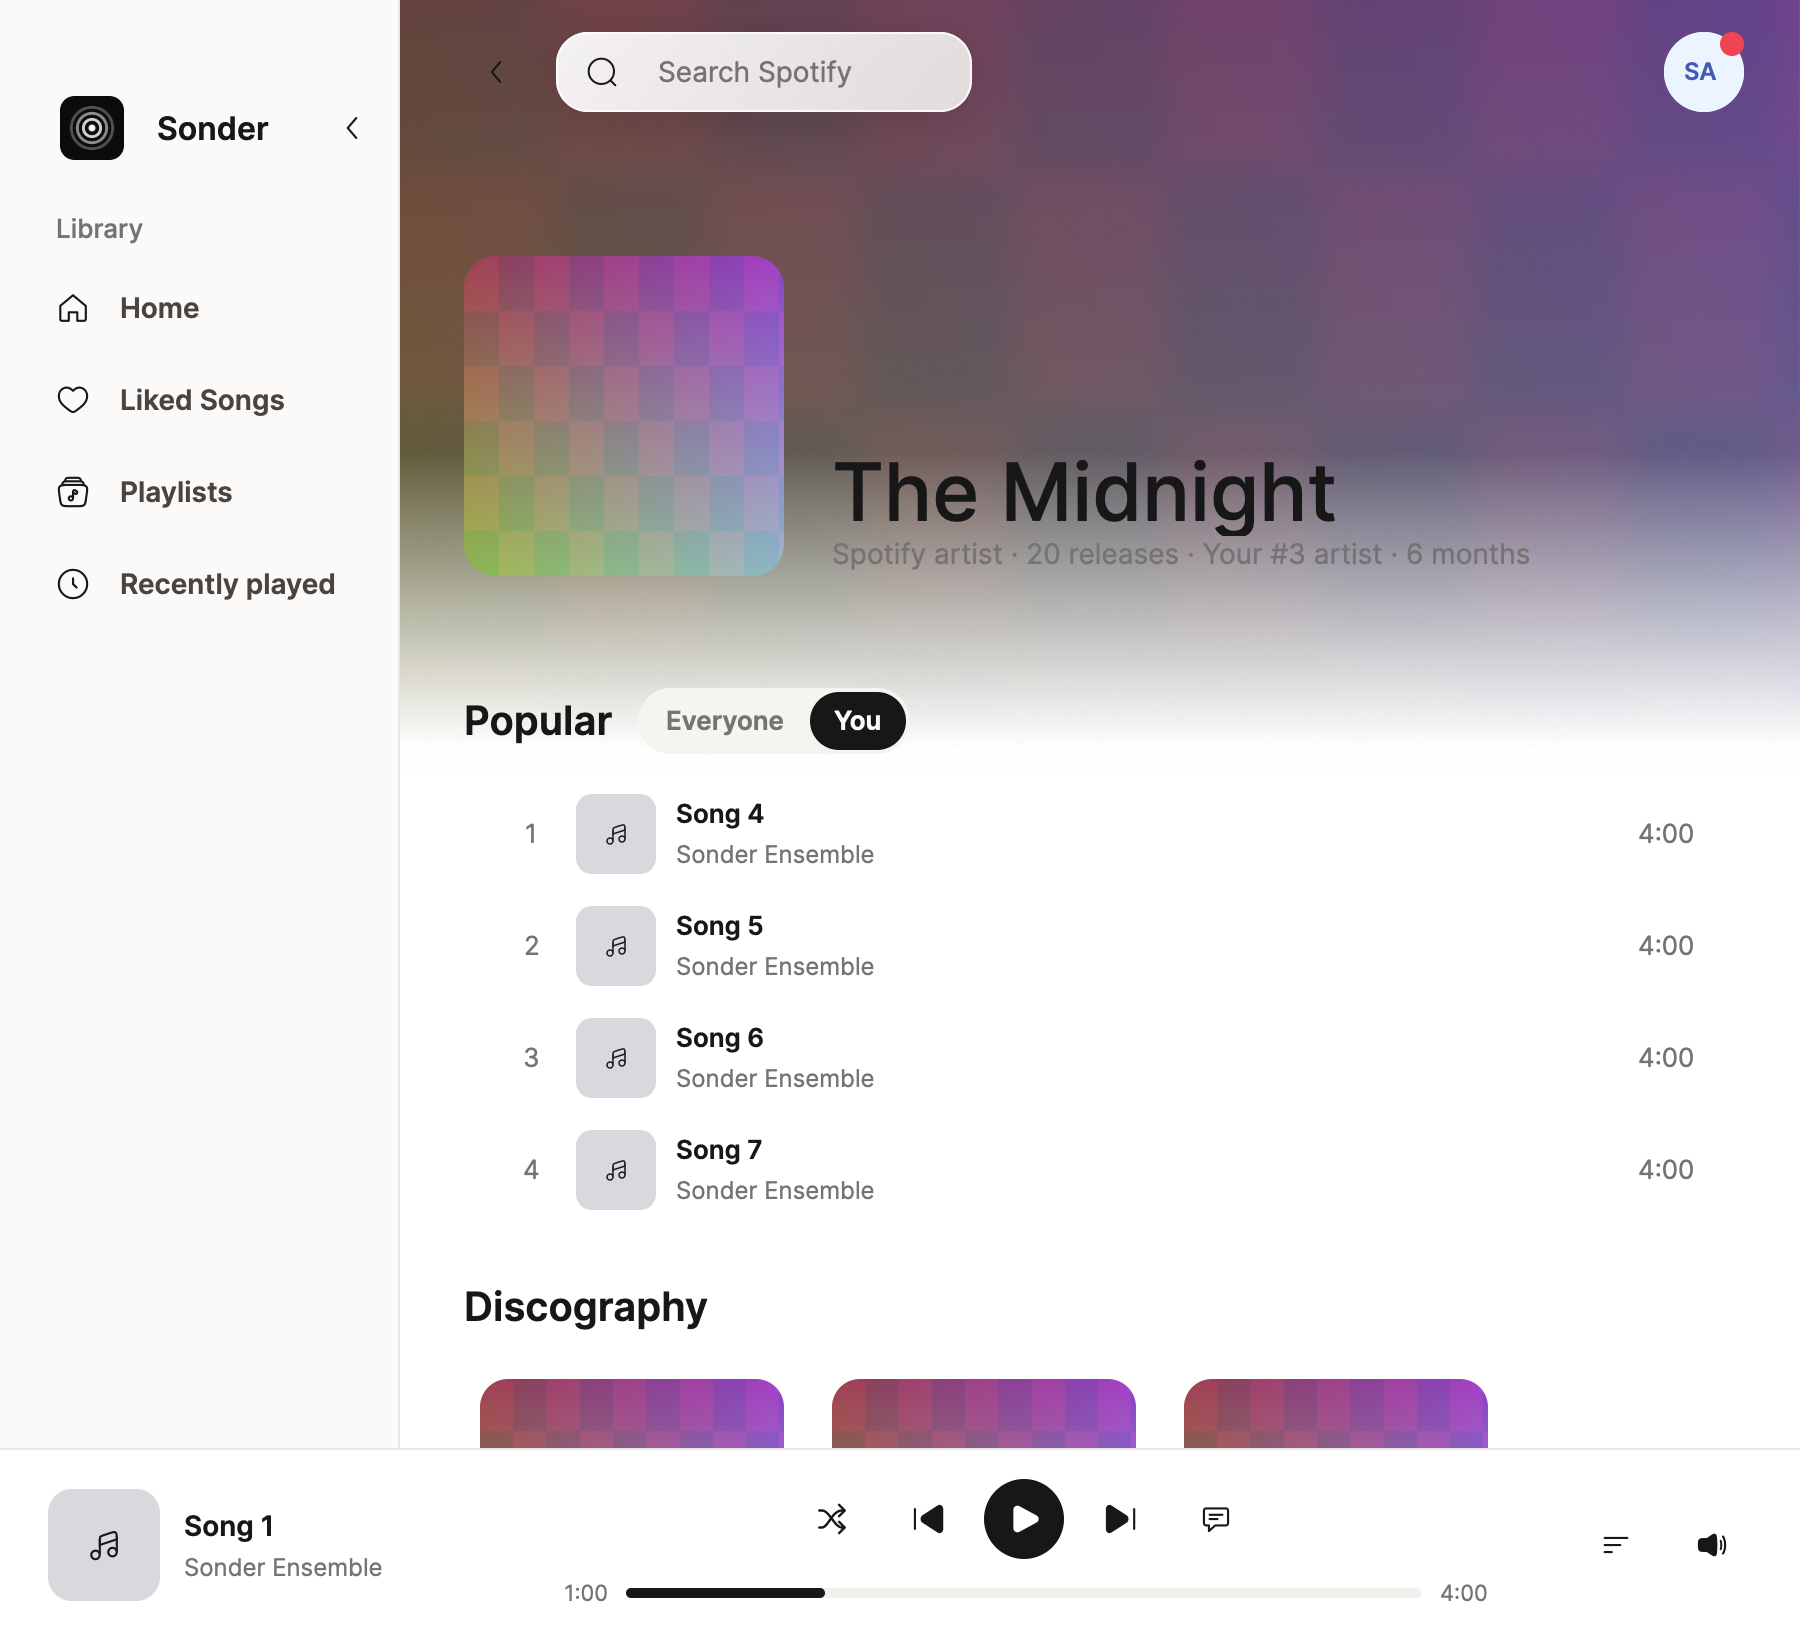 Search Spotify
SA
Sonder
Library
Home
Liked Songs
Playlists
Recently played
The Midnight
Spotify artist · 20 releases · Your #3 artist · 6 months
Popular
Everyone
You
1
Song 4
Sonder Ensemble
4:00
2
Song 5
Sonder Ensemble
4:00
3
Song 6
Sonder Ensemble
4:00
4
Song 7
Sonder Ensemble
4:00
Discography
Song 1
Sonder Ensemble
1:00
4:00